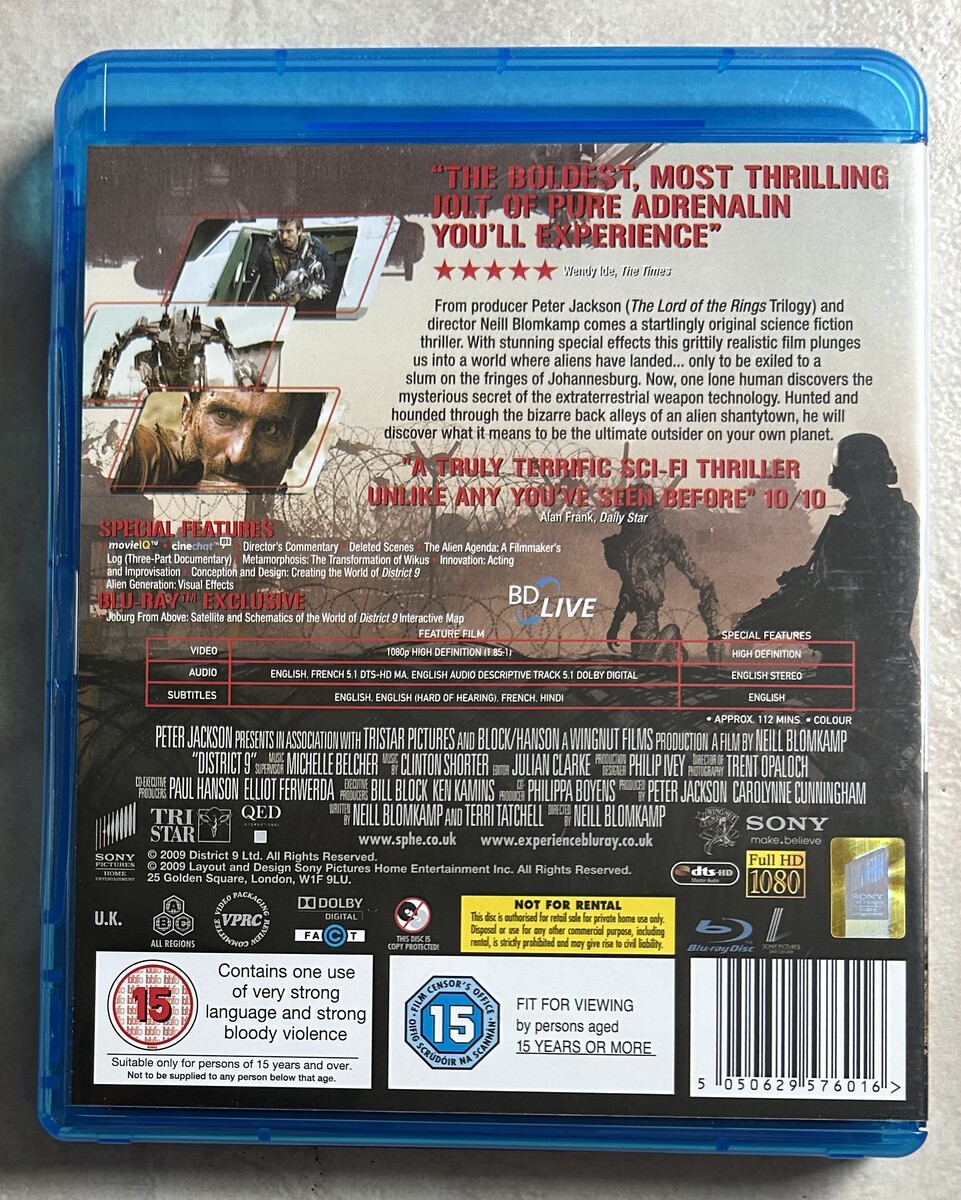 “THE BOLDEST, MOST THRILLING
JOLT OF PURE ADRENALIN
YOU’LL EXPERIENCE”
★★★★★ Wendy Ide, The Times
From producer Peter Jackson (The Lord of the Rings Trilogy) and
director Neill Blomkamp comes a startlingly original science fiction
thriller. With stunning special effects this grittily realistic film plunges
us into a world where aliens have landed... only to be exiled to a
slum on the fringes of Johannesburg. Now, one lone human discovers the
mysterious secret of the extraterrestrial weapon technology. Hunted and
hounded through the bizarre back alleys of an alien shantytown, he will
discover what it means to be the ultimate outsider on your own planet.
"A TRULY TERRIFIC SCI-FI THRILLER
UNLIKE ANY YOU'VE SEEN BEFORE" 10/10
Alan Frank, Daily Star
SPECIAL FEATURES
movieIQ™ • cinechat™ • Director's Commentary • Deleted Scenes • The Alien Agenda: A Filmmaker's
Log (Three-Part Documentary) • Metamorphosis: The Transformation of Wikus • Innovation: Acting
and Improvisation • Conception and Design: Creating the World of District 9
• Alien Generation: Visual Effects
BLU-RAY™ EXCLUSIVE
• Joburg From Above: Satellite and Schematics of the World of District 9 Interactive Map
BD LIVE
FEATURE FILM SPECIAL FEATURES
VIDEO 1080p HIGH DEFINITION (1.85-1) HIGH DEFINITION
AUDIO ENGLISH, FRENCH 5.1 DTS-HD MA, ENGLISH AUDIO DESCRIPTIVE TRACK 5.1 DOLBY DIGITAL ENGLISH STEREO
SUBTITLES ENGLISH, ENGLISH (HARD OF HEARING), FRENCH, HINDI ENGLISH
• APPROX. 112 MINS. • COLOUR
PETER JACKSON PRESENTS IN ASSOCIATION WITH TRISTAR PICTURES AND BLOCK/HANSON A WINGNUT FILMS PRODUCTION A FILM BY NEILL BLOMKAMP
"DISTRICT 9" MUSIC SUPERVISOR MICHELLE BELCHER MUSIC BY CLINTON SHORTER EDITOR JULIAN CLARKE PRODUCTION DESIGNER PHILIP IVEY DIRECTOR OF PHOTOGRAPHY TRENT OPALOCH
CO-EXECUTIVE PRODUCERS PAUL HANSON ELLIOT FERWERDA EXECUTIVE PRODUCERS BILL BLOCK KEN KAMINS CO-PRODUCER PHILIPPA BOYENS PRODUCED BY PETER JACKSON CAROLYNNE CUNNINGHAM
WRITTEN BY NEILL BLOMKAMP AND TERRI TATCHELL DIRECTED BY NEILL BLOMKAMP
SONY
PICTURES
HOME
ENTERTAINMENT
TRI
STAR
QED
INTERNATIONAL
www.sphe.co.uk www.experiencebluray.co.uk
WINGNUT
SONY
make.believe
© 2009 District 9 Ltd. All Rights Reserved.
© 2009 Layout and Design Sony Pictures Home Entertainment Inc. All Rights Reserved.
25 Golden Square, London, W1F 9LU.
dts-HD
Master Audio
Full HD
1080
SONY
U.K.
A B C
ALL REGIONS
VIDEO PACKAGING REVIEW COMMITTEE
VPRC
DOLBY
DIGITAL
FACT
THIS DISC IS
COPY PROTECTED!
NOT FOR RENTAL
This disc is authorised for retail sale for private home use only.
Disposal or use for any other commercial purpose, including
rental, is strictly prohibited and may give rise to civil liability.
Blu-ray Disc
SONY PICTURES
15
Contains one use
of very strong
language and strong
bloody violence
Suitable only for persons of 15 years and over.
Not to be supplied to any person below that age.
• FILM CENSOR'S OFFICE •
OIFIG SCRÚDÓIR NA SCANNÁN
15
FIT FOR VIEWING
by persons aged
15 YEARS OR MORE
5 050629 576016 >